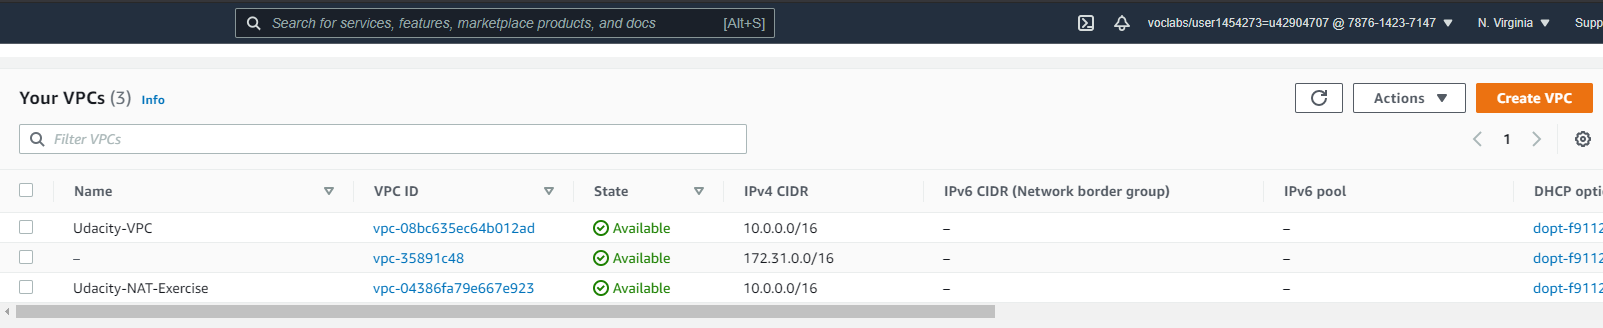 Search for services, features, marketplace products, and docs [Alt+S] voclabs/user1454273=u42904707 @ 7876-1423-7147 N. Virginia Supp
Your VPCs (3) Info Actions Create VPC
Filter VPCs 1
Name VPC ID State IPv4 CIDR IPv6 CIDR (Network border group) IPv6 pool DHCP optio
Udacity-VPC vpc-08bc635ec64b012ad Available 10.0.0.0/16 – – dopt-f9112
– vpc-35891c48 Available 172.31.0.0/16 – – dopt-f9112
Udacity-NAT-Exercise vpc-04386fa79e667e923 Available 10.0.0.0/16 – – dopt-f9112